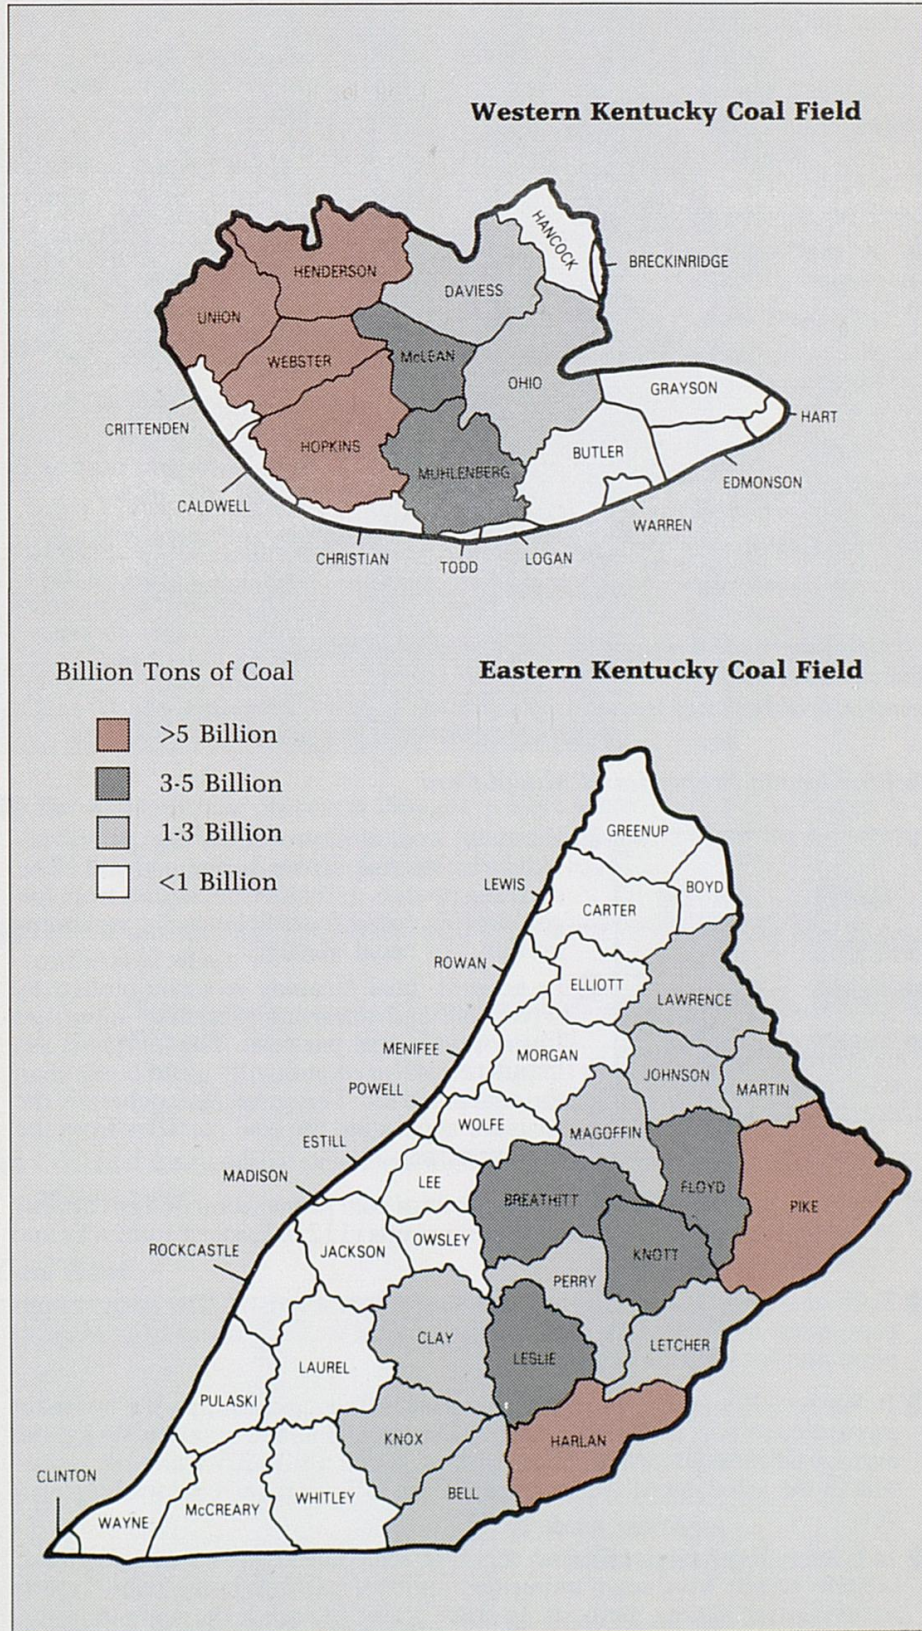 Western Kentucky Coal Field
HANCOCK
BRECKINRIDGE
HENDERSON
DAVIESS
UNION
WEBSTER
McLEAN
OHIO
GRAYSON
HART
CRITTENDEN
HOPKINS
BUTLER
MUHLENBERG
EDMONSON
CALDWELL
WARREN
CHRISTIAN
TODD
LOGAN
Billion Tons of Coal
>5 Billion
3-5 Billion
1-3 Billion
<1 Billion
Eastern Kentucky Coal Field
GREENUP
LEWIS
BOYD
CARTER
ROWAN
ELLIOTT
LAWRENCE
MENIFEE
MORGAN
JOHNSON
MARTIN
POWELL
WOLFE
MAGOFFIN
ESTILL
MADISON
LEE
BREATHITT
FLOYD
PIKE
ROCKCASTLE
JACKSON
OWSLEY
KNOTT
PERRY
CLAY
LETCHER
LESLIE
LAUREL
PULASKI
KNOX
HARLAN
CLINTON
WAYNE
McCREARY
WHITLEY
BELL